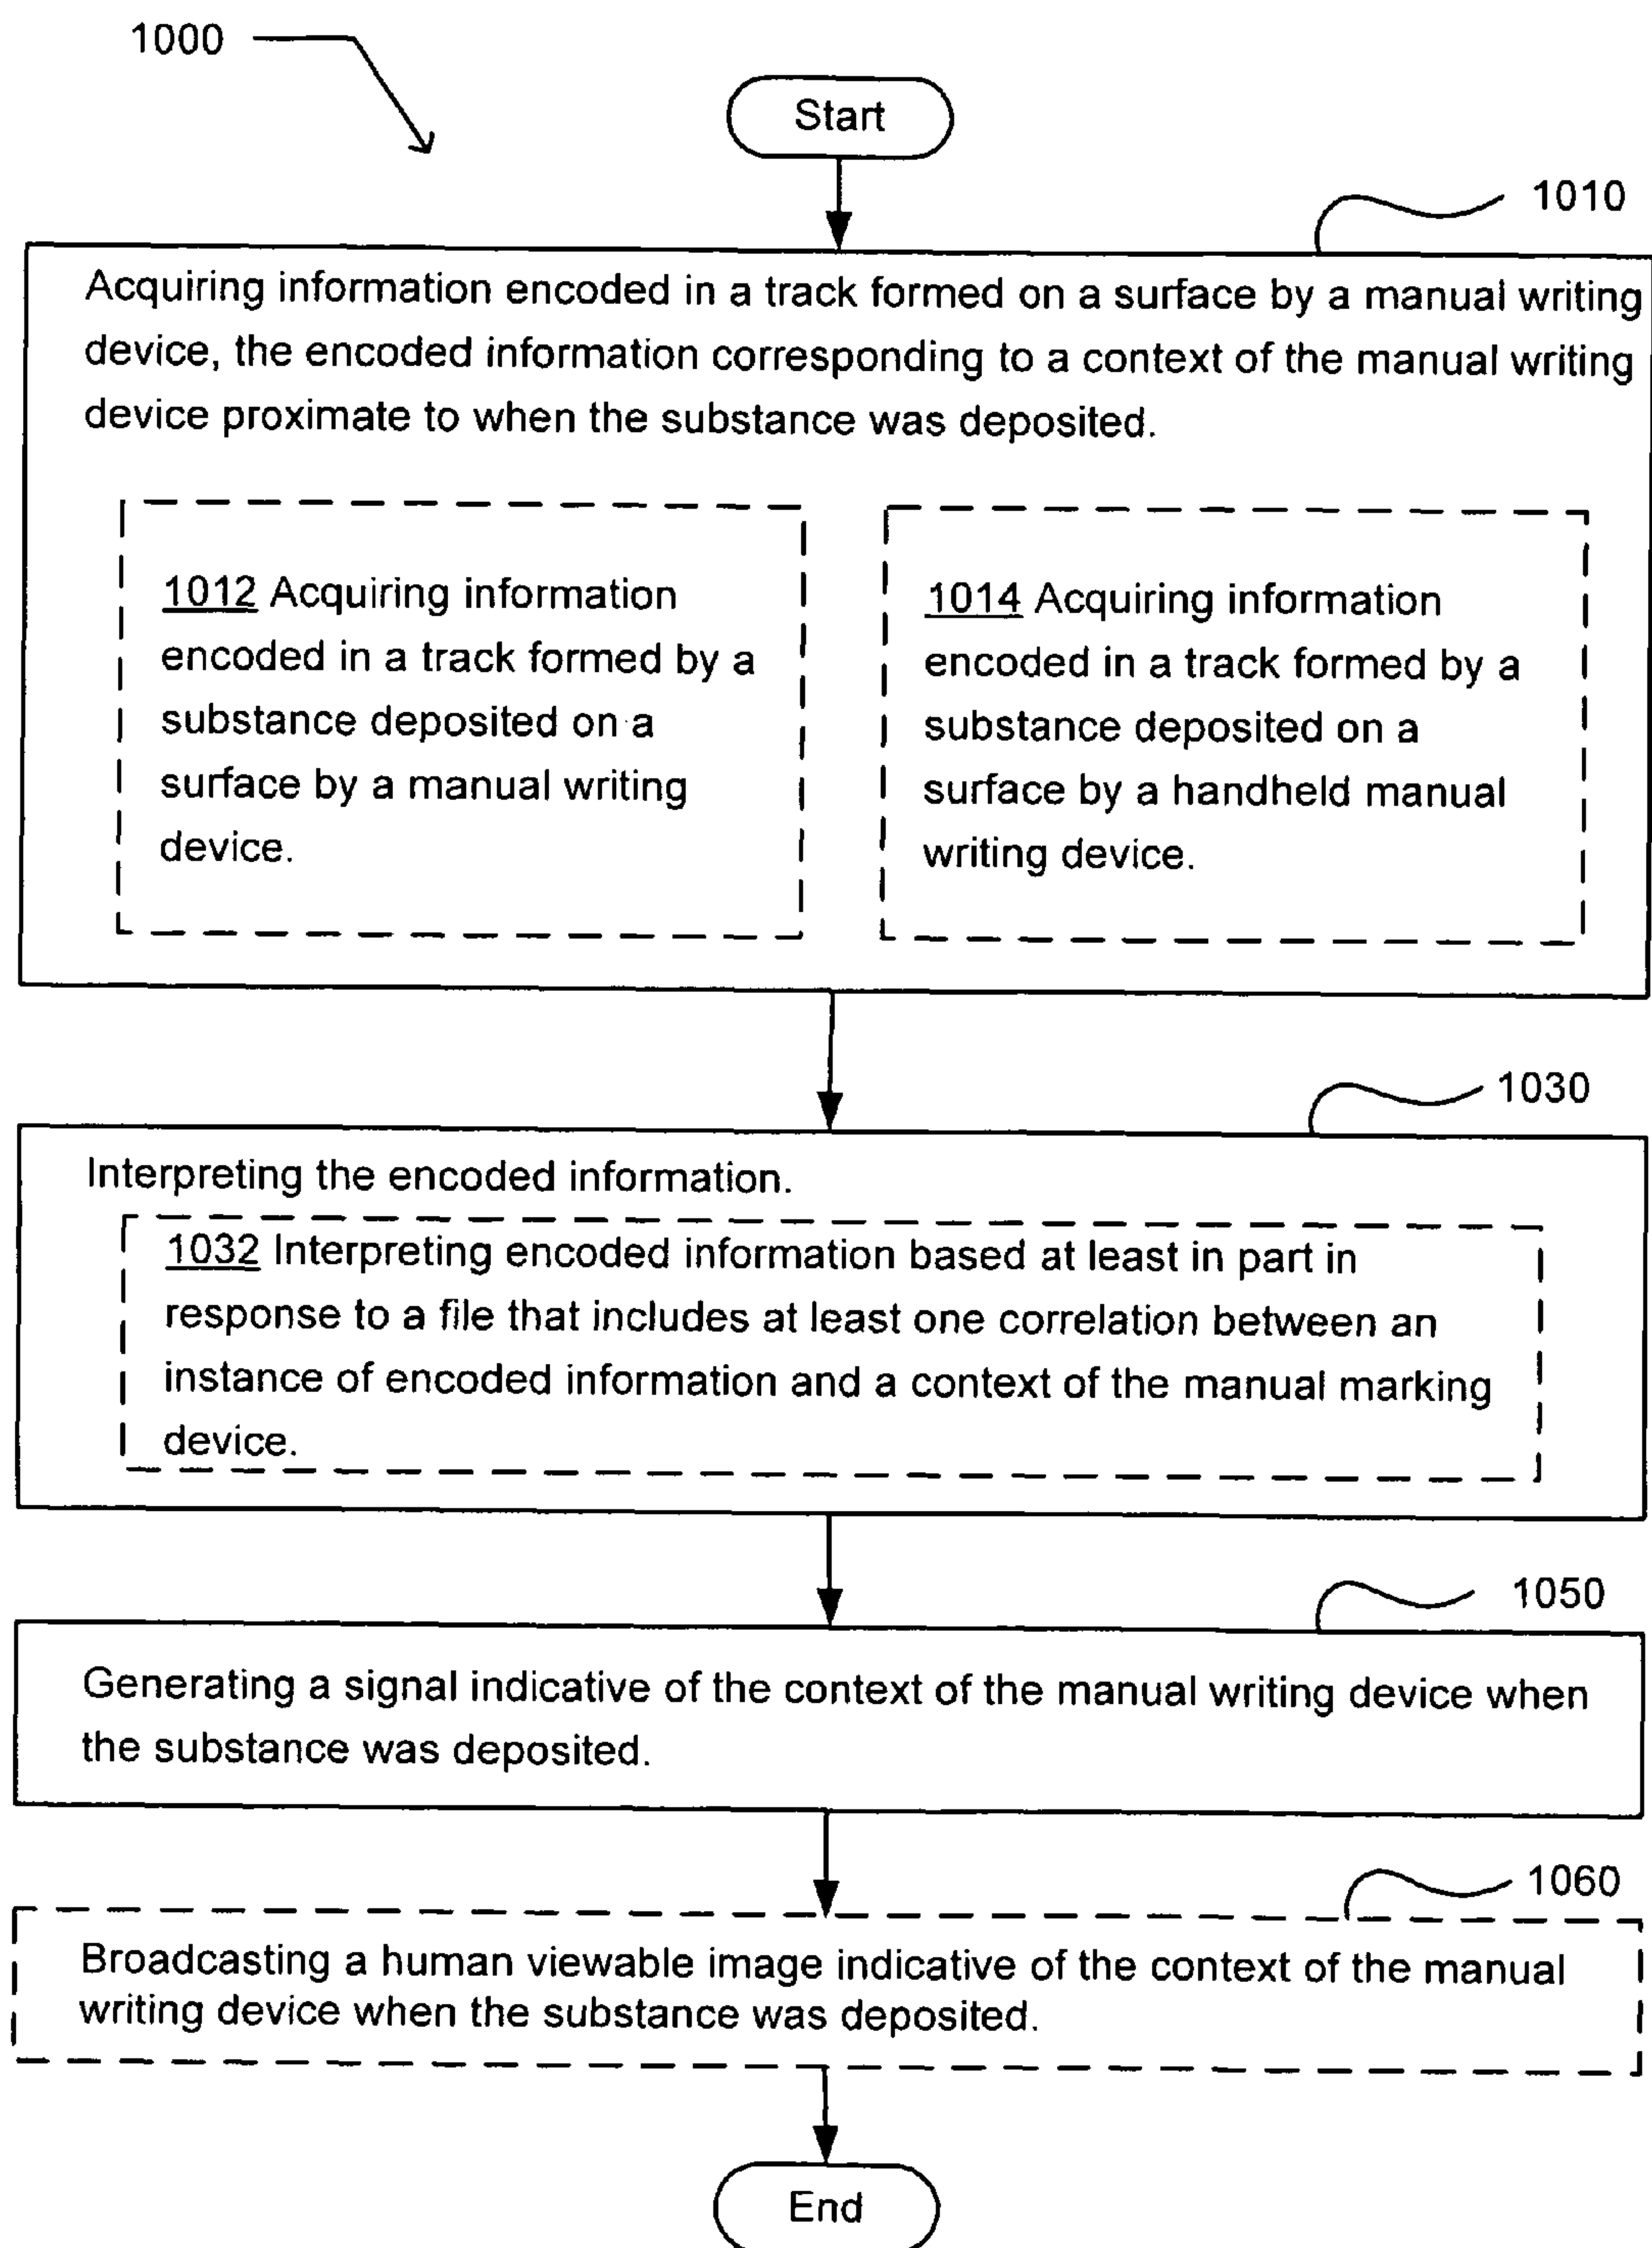 1000
Start
1010
Acquiring information encoded in a track formed on a surface by a manual writing
device, the encoded information corresponding to a context of the manual writing
device proximate to when the substance was deposited.
1012 Acquiring information
encoded in a track formed by a
substance deposited on a
surface by a manual writing
device.
1014 Acquiring information
encoded in a track formed by a
substance deposited on a
surface by a handheld manual
writing device.
1030
Interpreting the encoded information.
1032 Interpreting encoded information based at least in part in
response to a file that includes at least one correlation between an
instance of encoded information and a context of the manual marking
device.
1050
Generating a signal indicative of the context of the manual writing device when
the substance was deposited.
1060
Broadcasting a human viewable image indicative of the context of the manual
writing device when the substance was deposited.
End